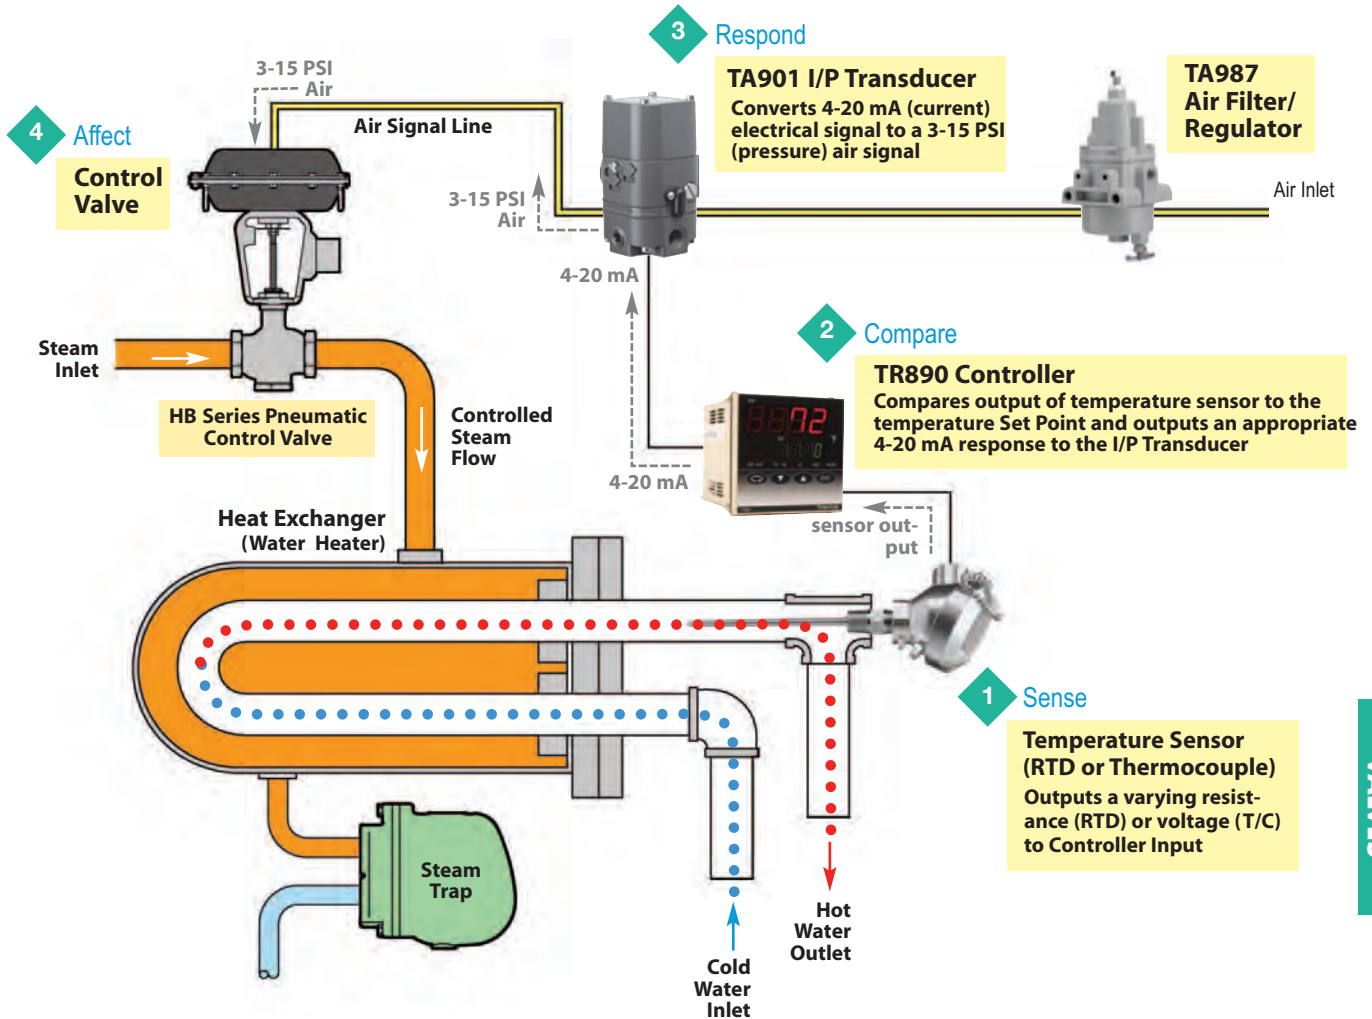 3
Respond
TA901 I/P Transducer
Converts 4-20 mA (current)
electrical signal to a 3-15 PSI
(pressure) air signal
TA987
Air Filter/
Regulator
Air Inlet
3-15 PSI
Air
Air Signal Line
4
Affect
Control
Valve
3-15 PSI
Air
4-20 mA
2
Compare
TR890 Controller
Compares output of temperature sensor to the
temperature Set Point and outputs an appropriate
4-20 mA response to the I/P Transducer
Steam
Inlet
HB Series Pneumatic
Control Valve
Controlled
Steam
Flow
72
0
4-20 mA
sensor out-
put
Heat Exchanger
(Water Heater)
1
Sense
Temperature Sensor
(RTD or Thermocouple)
Outputs a varying resist-
ance (RTD) or voltage (T/C)
to Controller Input
Steam
Trap
Hot
Water
Outlet
Cold
Water
Inlet